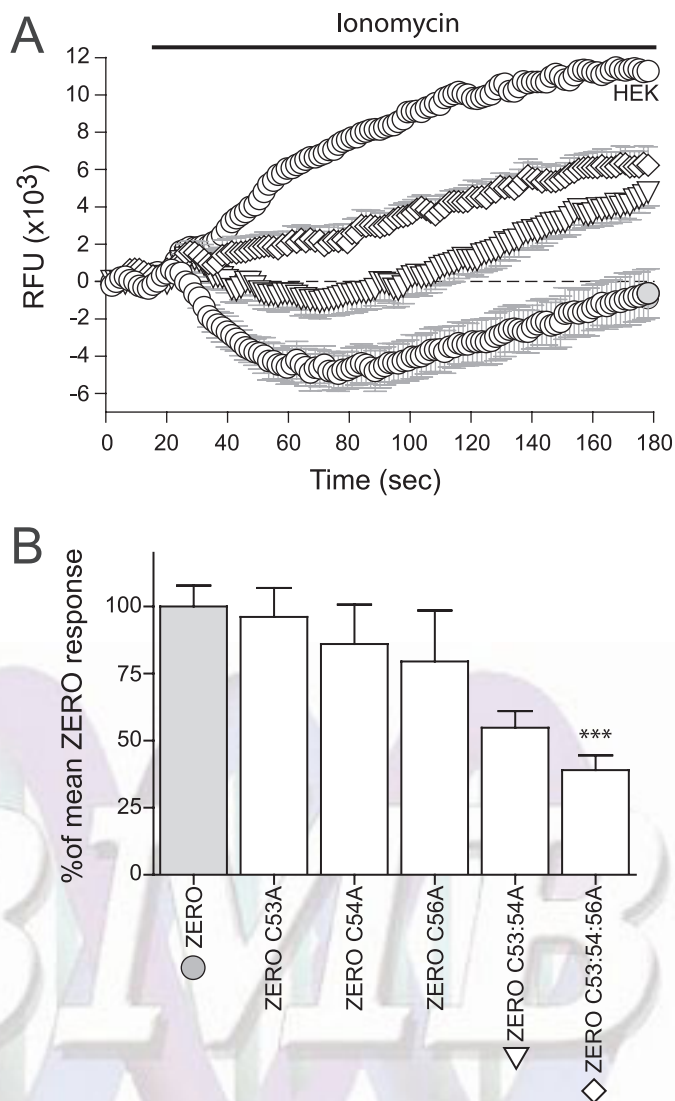 A
Ionomycin
12
10
8
6
4
2
0
-2
-4
-6
RFU (x10³)
HEK
0 20 40 60 80 100 120 140 160 180
Time (sec)
B
100
75
50
25
0
%of mean ZERO response
***
ZERO
ZERO C53A
ZERO C54A
ZERO C56A
ZERO C53:54A
ZERO C53:54:56A
BMB